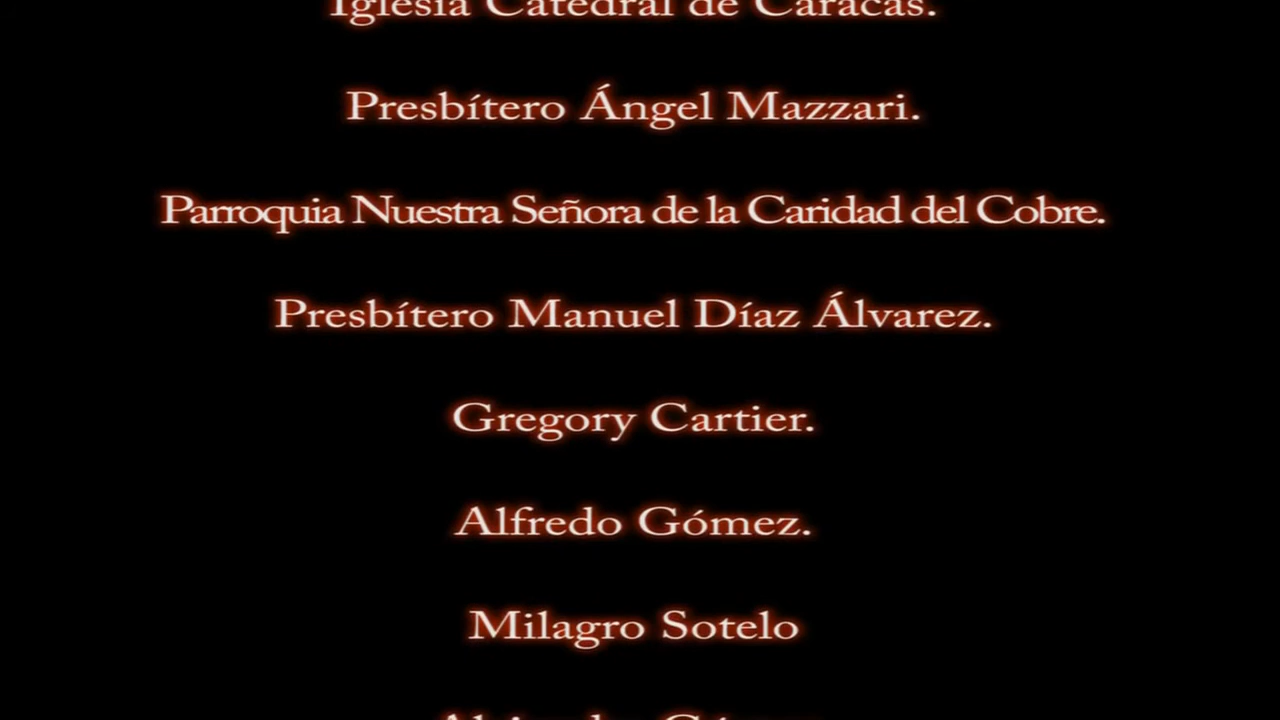 Iglesia Catedral de Caracas.
Presbítero Ángel Mazzari.
Parroquia Nuestra Señora de la Caridad del Cobre.
Presbítero Manuel Díaz Álvarez.
Gregory Cartier.
Alfredo Gómez.
Milagro Sotelo